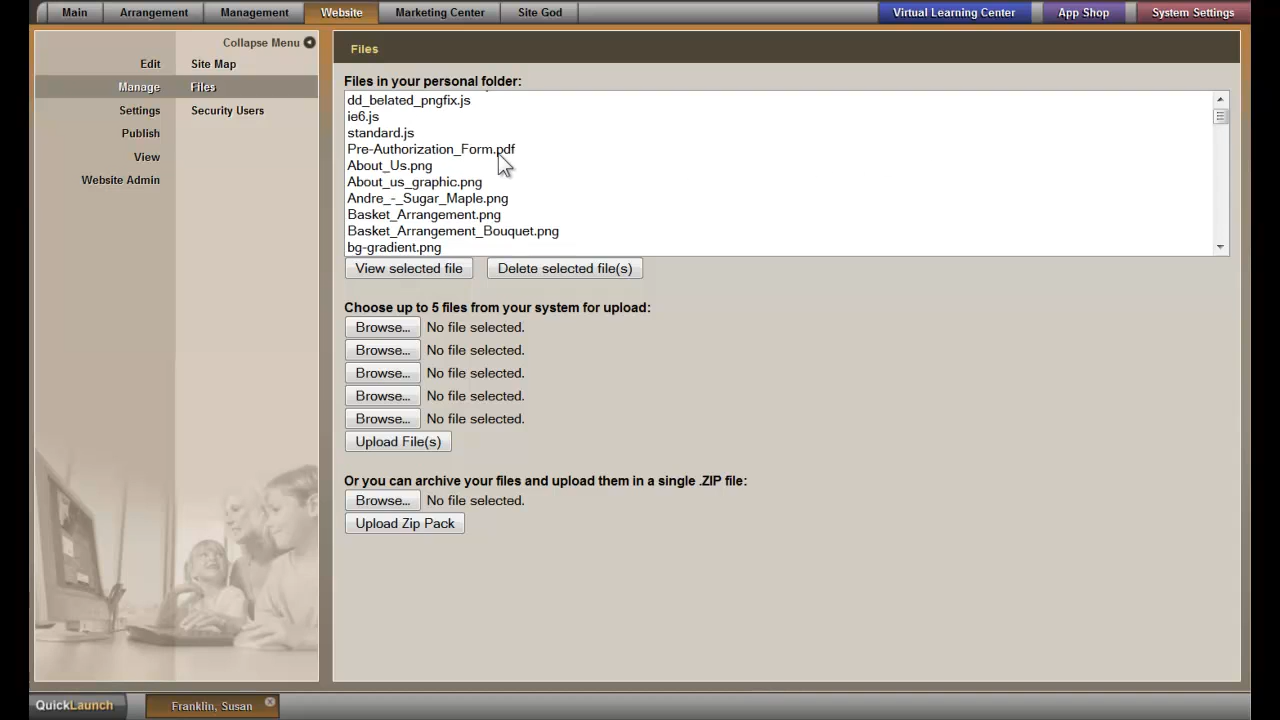 Main Arrangement Management Website Marketing Center Site God Virtual Learning Center App Shop System Settings
Collapse Menu
Edit
Manage
Settings
Publish
View
Website Admin
Site Map
Files
Security Users
Files
Files in your personal folder:
dd_belated_pngfix.js
ie6.js
standard.js
Pre-Authorization_Form.pdf
About_Us.png
About_us_graphic.png
Andre_-_Sugar_Maple.png
Basket_Arrangement.png
Basket_Arrangement_Bouquet.png
bg-gradient.png
View selected file Delete selected file(s)
Choose up to 5 files from your system for upload:
Browse... No file selected.
Browse... No file selected.
Browse... No file selected.
Browse... No file selected.
Browse... No file selected.
Upload File(s)
Or you can archive your files and upload them in a single .ZIP file:
Browse... No file selected.
Upload Zip Pack
QuickLaunch Franklin, Susan